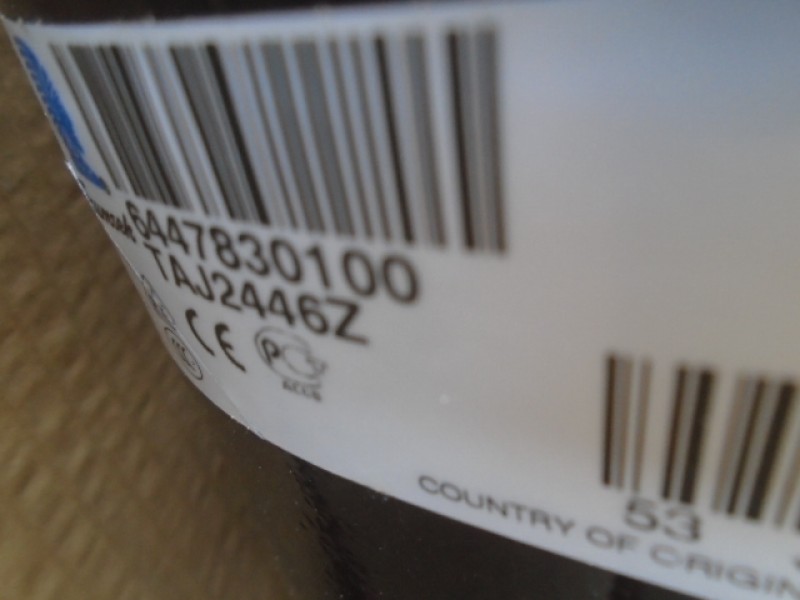 6447830100
TAJ2446Z
CE
53
COUNTRY OF ORIGIN